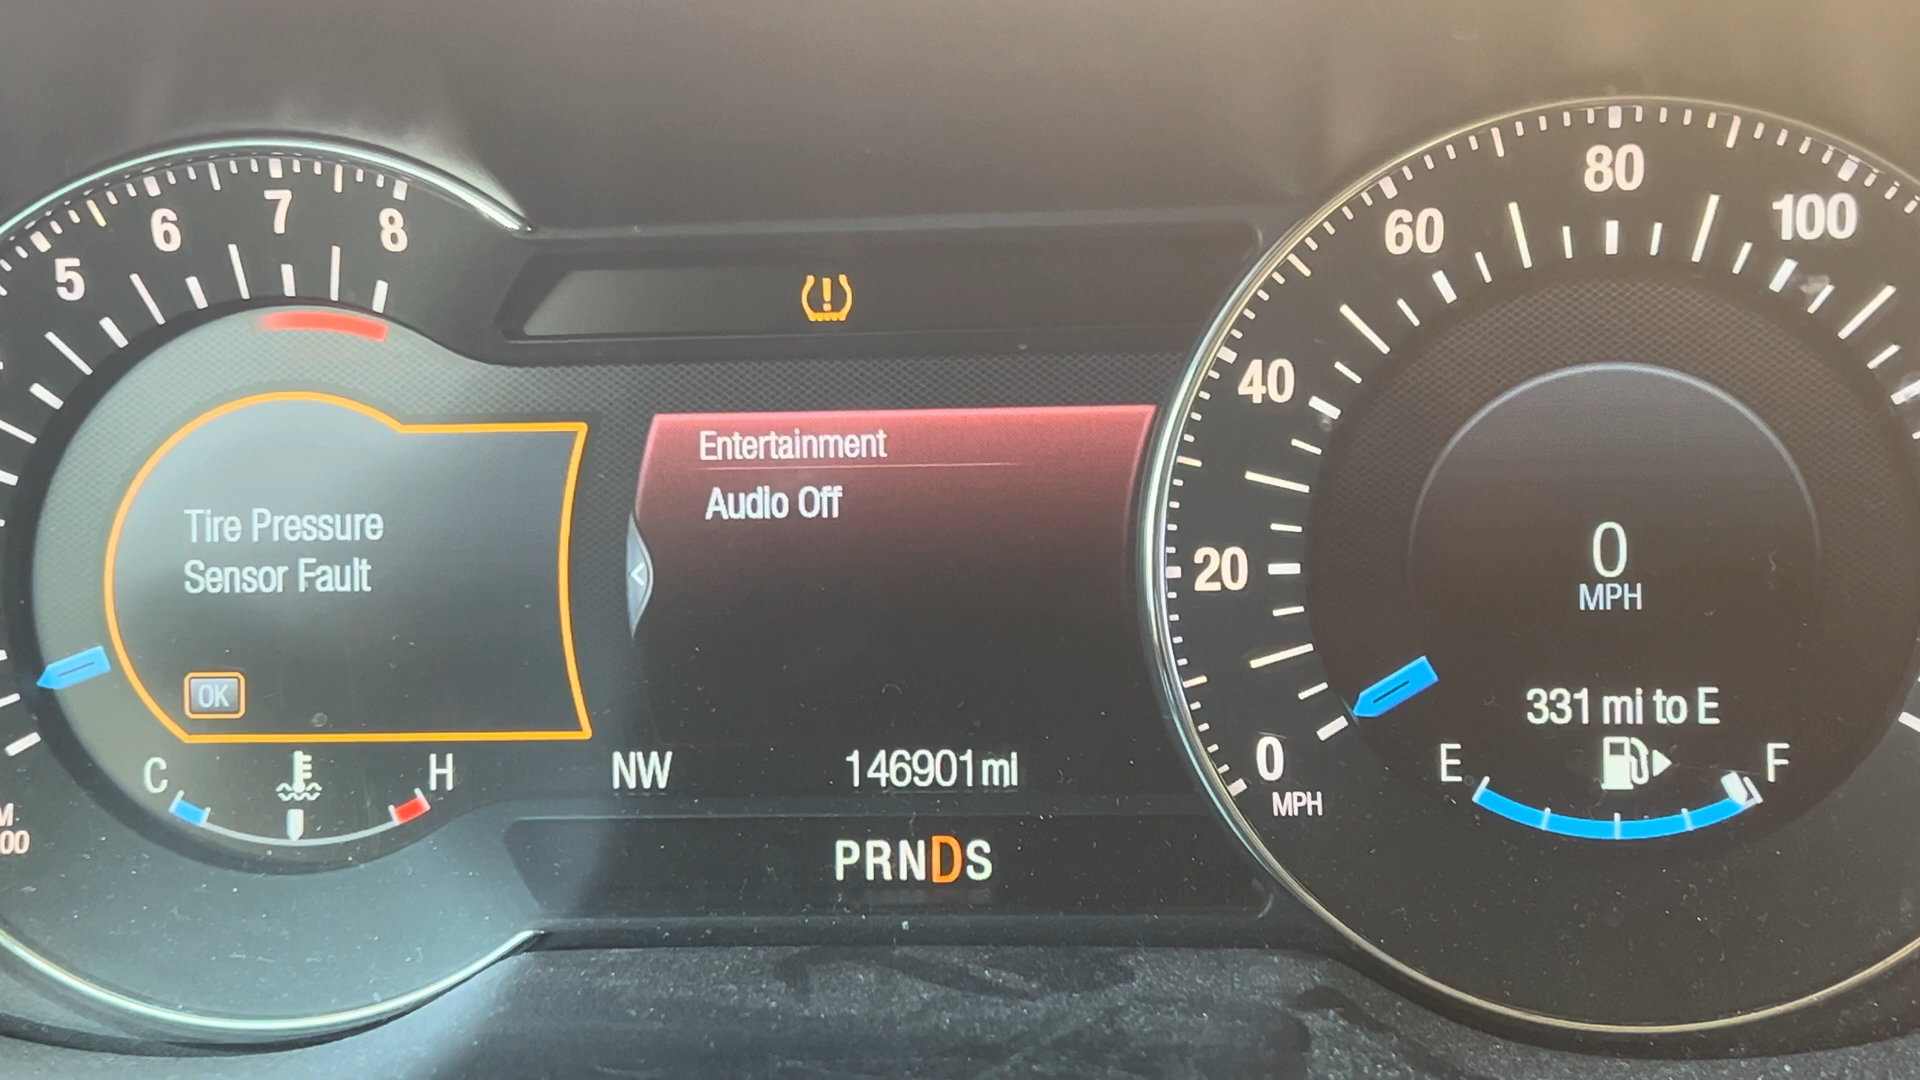 5 6 7 8
Tire Pressure
Sensor Fault
OK
C H
Entertainment
Audio Off
NW 146901 mi
PRNDS
0 20 40 60 80 100
MPH
0
MPH
331 mi to E
E F
00